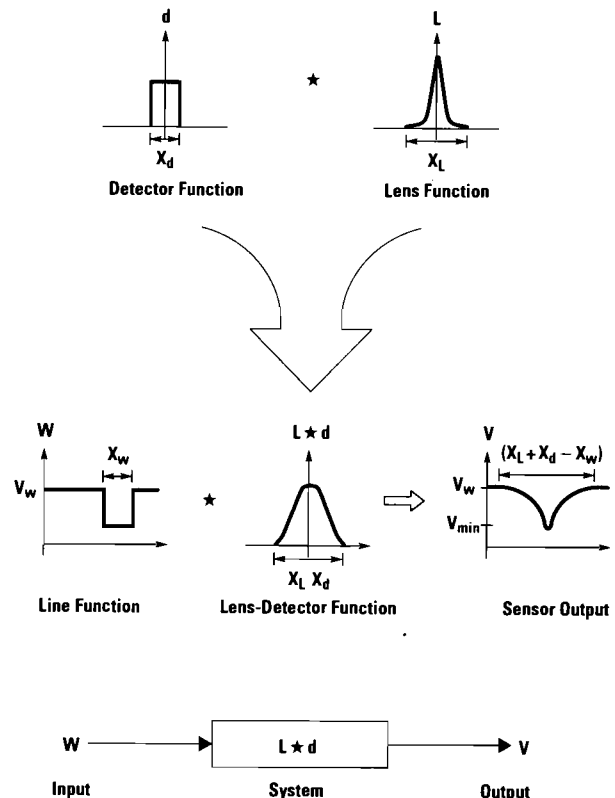 d
★
L
X_d
X_L
Detector Function
Lens Function
W
X_w
V_w
★
L ★ d
V
(X_L + X_d − X_w)
V_w
V_min
X_L X_d
Line Function
Lens-Detector Function
Sensor Output
W
L ★ d
V
Input
System
Output